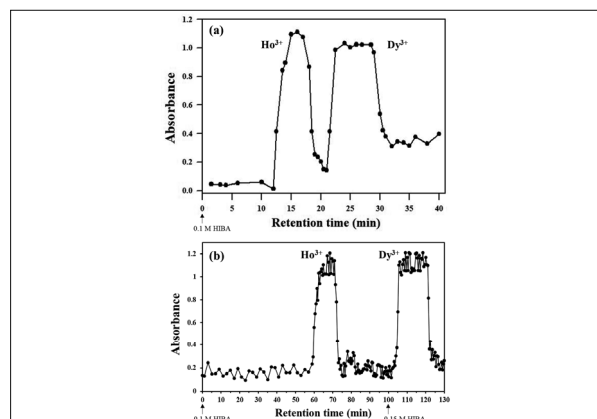 (a)
Ho³⁺
Dy³⁺
1.2
1.0
0.8
0.6
0.4
0.2
0.0
Absorbance
0 5 10 15 20 25 30 35 40
Retention time (min)
0.1 M HIBA
(b)
Ho³⁺
Dy³⁺
1.2
1
0.8
0.6
0.4
0.2
0
Absorbance
0 10 20 30 40 50 60 70 80 90 100 110 120 130
Retention time (min)
0.1 M HIBA
0.15 M HIBA